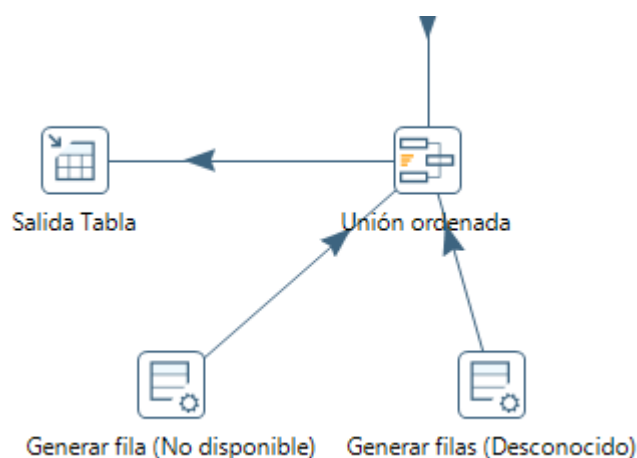 Salida Tabla
Unión ordenada
Generar fila (No disponible)
Generar filas (Desconocido)